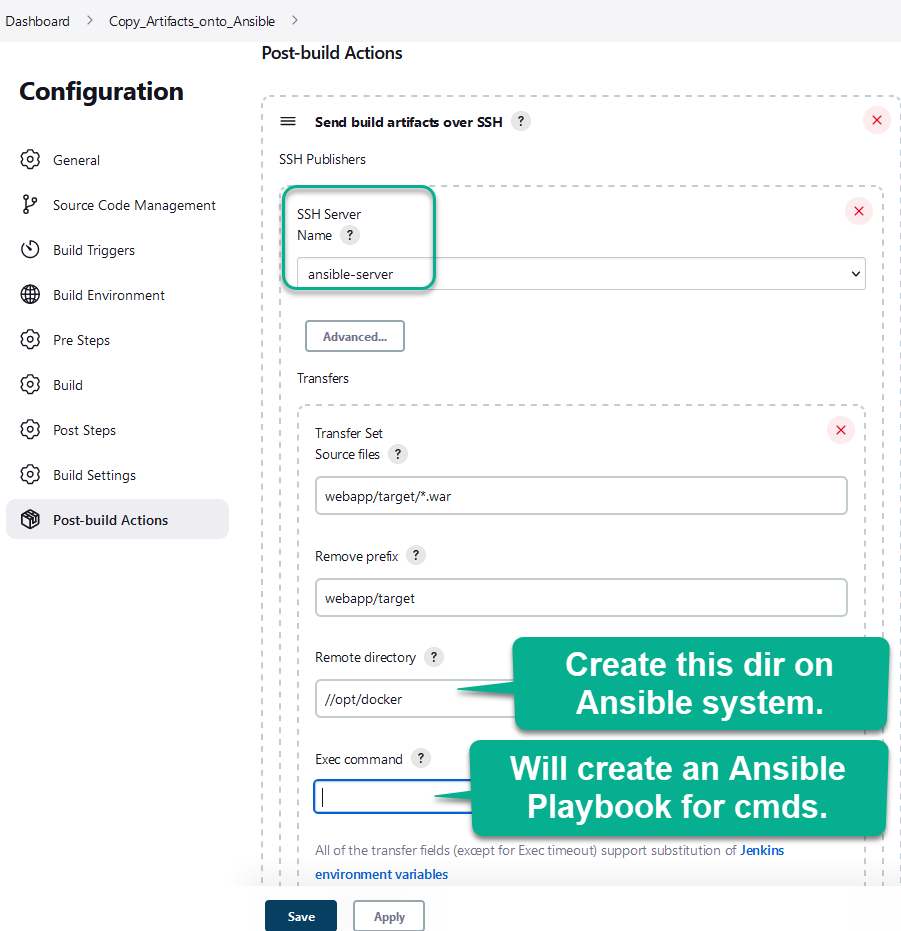 Dashboard > Copy_Artifacts_onto_Ansible >
Post-build Actions
Configuration
General
Source Code Management
Build Triggers
Build Environment
Pre Steps
Build
Post Steps
Build Settings
Post-build Actions
Send build artifacts over SSH ?
SSH Publishers
SSH Server
Name ?
ansible-server
Advanced...
Transfers
Transfer Set
Source files ?
webapp/target/*.war
Remove prefix ?
webapp/target
Remote directory ?
//opt/docker
Create this dir on
Ansible system.
Exec command ?
Will create an Ansible
Playbook for cmds.
All of the transfer fields (except for Exec timeout) support substitution of Jenkins
environment variables
Save
Apply